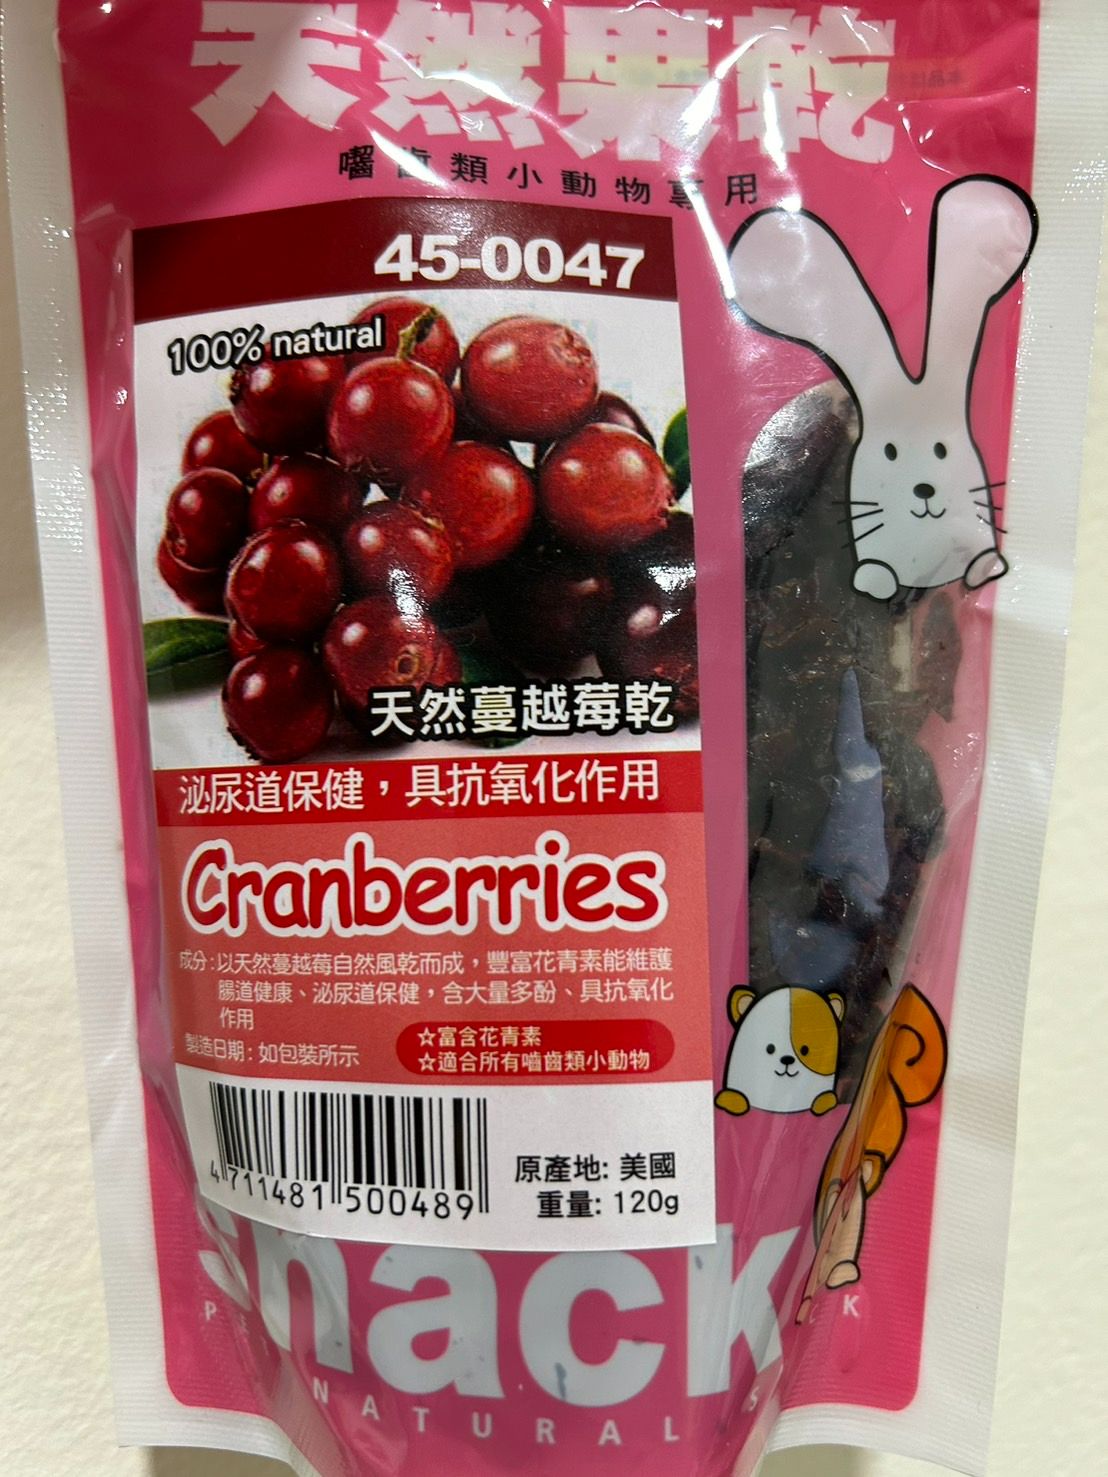 天然果乾
囓齒類小動物專用
45-0047
100% natural
天然蔓越莓乾
泌尿道保健，具抗氧化作用
Cranberries
成分:以天然蔓越莓自然風乾而成，豐富花青素能維護
腸道健康、泌尿道保健，含大量多酚、具抗氧化
作用
製造日期:如包裝所示
☆富含花青素
☆適合所有嚙齒類小動物
4711481500489
原產地: 美國
重量: 120g
snack
NATURAL